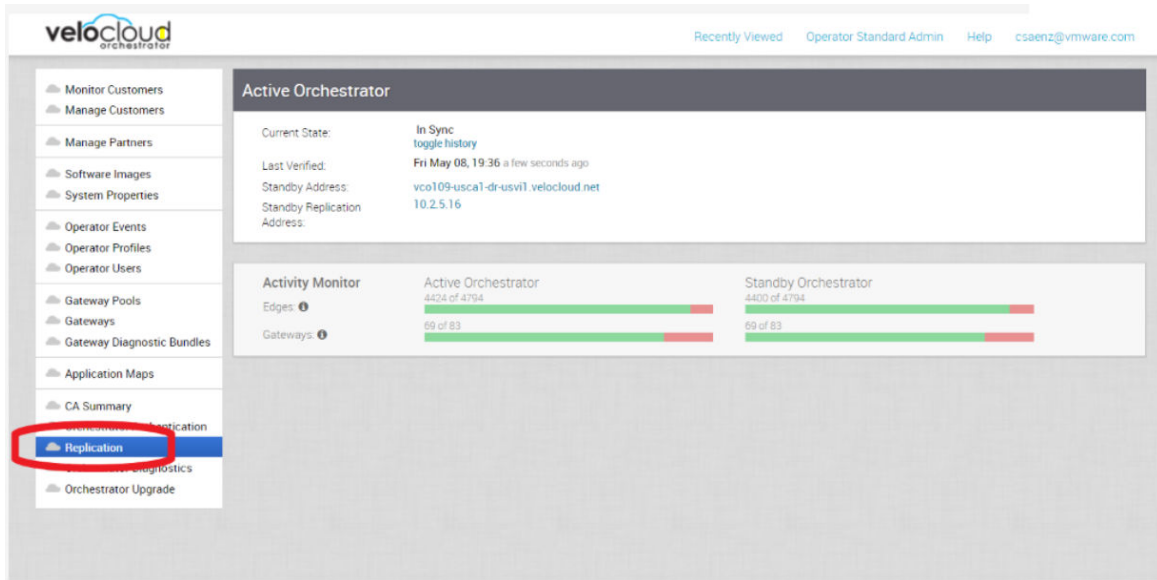 velocloud
orchestrator
Recently Viewed Operator Standard Admin Help csaenz@vmware.com
Monitor Customers
Manage Customers
Manage Partners
Software Images
System Properties
Operator Events
Operator Profiles
Operator Users
Gateway Pools
Gateways
Gateway Diagnostic Bundles
Application Maps
CA Summary
Orchestrator Authentication
Replication
Orchestrator Diagnostics
Orchestrator Upgrade
Active Orchestrator
Current State: In Sync
toggle history
Last Verified: Fri May 08, 19:36 a few seconds ago
Standby Address: vco109-usca1-dr-usvi1.velocloud.net
Standby Replication 10.2.5.16
Address:
Activity Monitor Active Orchestrator Standby Orchestrator
4424 of 4794 4400 of 4794
Edges:
69 of 83 69 of 83
Gateways: